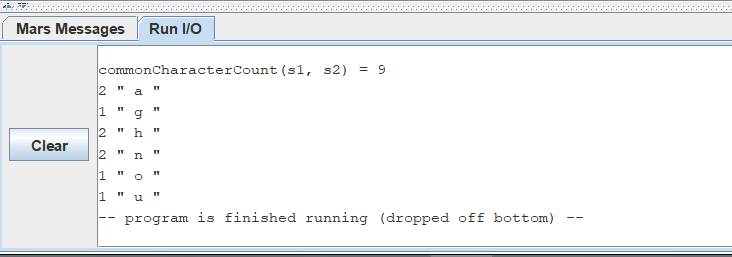 Mars Messages Run I/O
Clear
commonCharacterCount(s1, s2) = 9
2 " a "
1 " g "
2 " h "
2 " n "
1 " o "
1 " u "
-- program is finished running (dropped off bottom) --